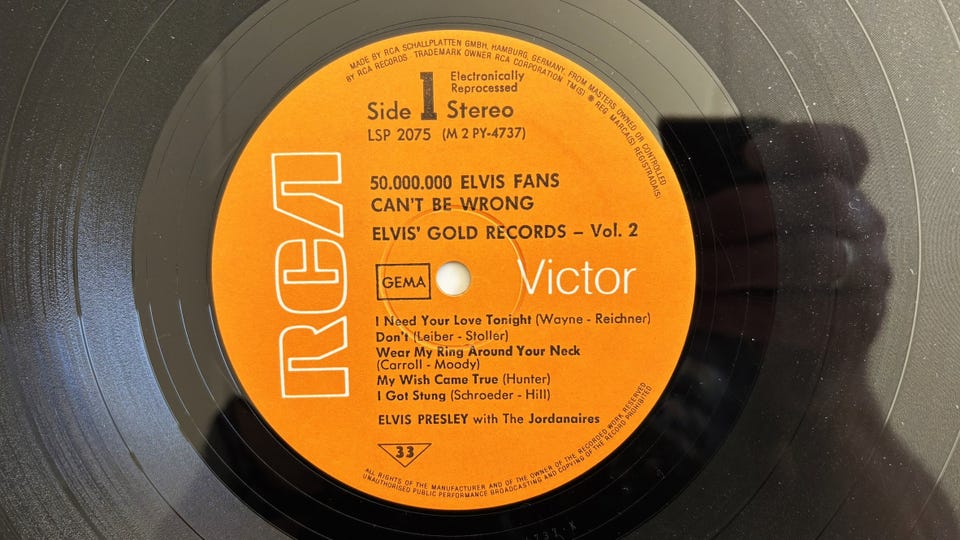 MADE BY RCA SCHALLPLATTEN GMBH, HAMBURG, GERMANY, FROM MASTERS OWNED OR CONTROLLED
BY RCA RECORDS TRADEMARK OWNER RCA CORPORATION TM(S) ® REG MARCA(S) REGISTRADA(S)
Electronically
Reprocessed
Side 1 Stereo
LSP 2075 (M 2 PY-4737)
50.000.000 ELVIS FANS
CAN'T BE WRONG
ELVIS' GOLD RECORDS – Vol. 2
RCA
GEMA
Victor
I Need Your Love Tonight (Wayne - Reichner)
Don't (Leiber - Stoller)
Wear My Ring Around Your Neck
(Carroll - Moody)
My Wish Came True (Hunter)
I Got Stung (Schroeder - Hill)
ELVIS PRESLEY with The Jordanaires
33
ALL RIGHTS OF THE MANUFACTURER AND OF THE OWNER OF THE RECORDED WORK RESERVED
UNAUTHORISED PUBLIC PERFORMANCE BROADCASTING AND COPYING OF THE RECORD PROHIBITED